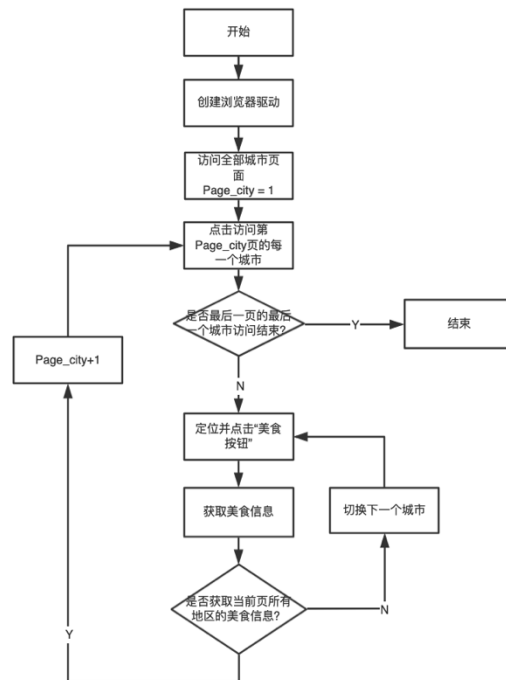 开始
创建浏览器驱动
访问全部城市页
面
Page_city = 1
点击访问第
Page_city页的每
一个城市
是否最后一页的最后
一个城市访问结束?
Y
结束
Page_city+1
N
定位并点击“美食
按钮”
获取美食信息
切换下一个城市
是否获取当前页所有
地区的美食信息?
N
Y